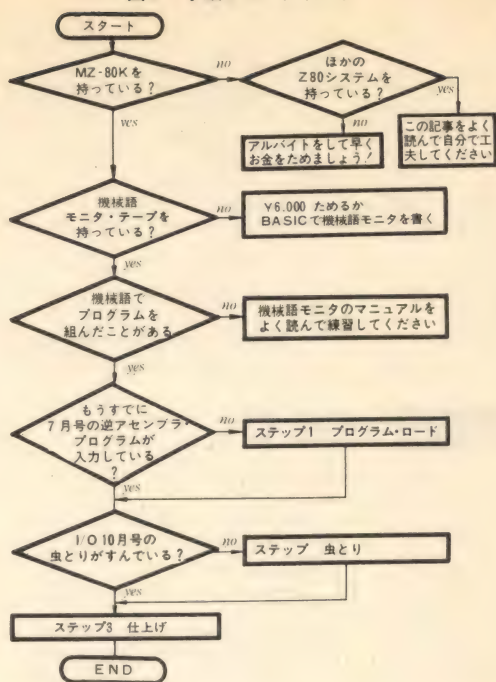 スタート
MZ-80Kを
持っている？
no
ほかの
Z80システムを
持っている？
yes
no
yes
アルバイトをして早く
お金をためましょう！
この記事をよく
読んで自分で工
夫してください
機械語
モニタ・テープを
持っている？
no
¥6.000 ためるか
BASICで機械語モニタを書く
yes
機械語で
プログラムを
組んだことがある
no
機械語モニタのマニュアルを
よく読んで練習してください
yes
もうすでに
7月号の逆アセンブラ・
プログラムが
入力している
？
no
ステップ1 プログラム・ロード
yes
I/O 10月号の
虫とりがすんでいる？
no
ステップ 虫とり
yes
ステップ3 仕上げ
END